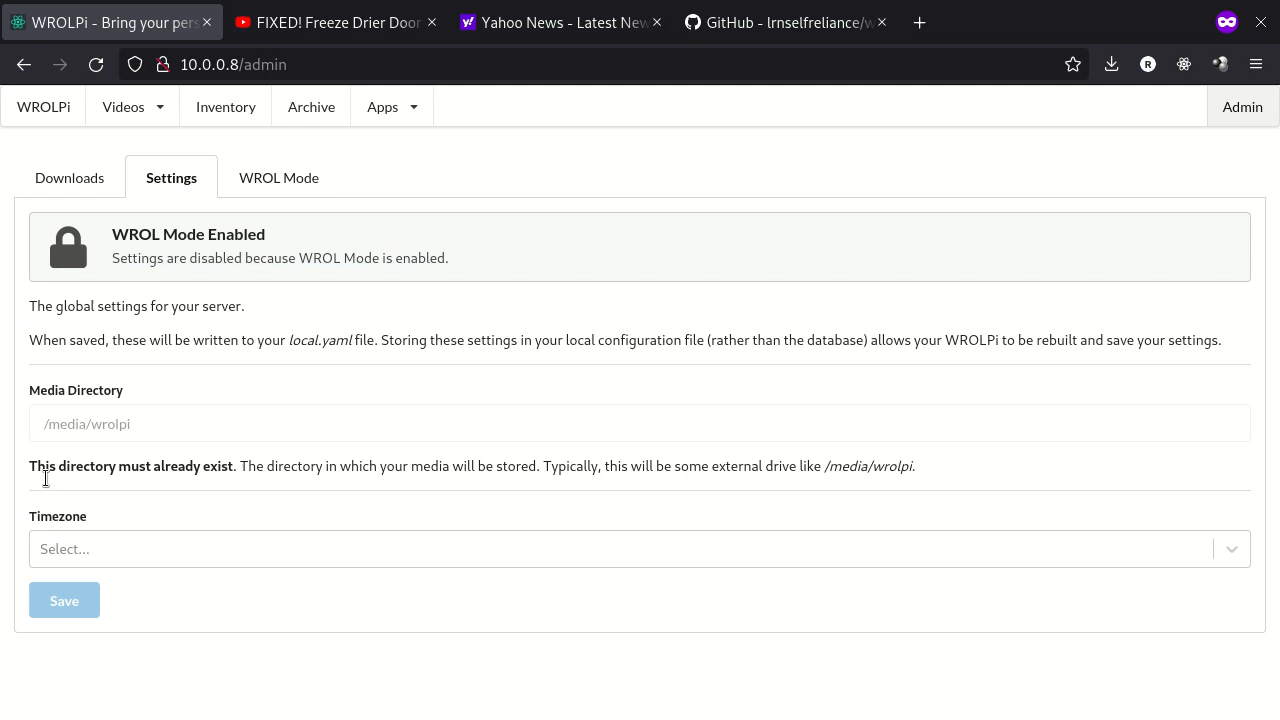 WROLPi - Bring your pers
FIXED! Freeze Drier Door
Yahoo News - Latest New
GitHub - lrnselfreliance/w
10.0.0.8/admin
R
WROLPi
Videos
Inventory
Archive
Apps
Admin
Downloads
Settings
WROL Mode
WROL Mode Enabled
Settings are disabled because WROL Mode is enabled.
The global settings for your server.
When saved, these will be written to your local.yaml file. Storing these settings in your local configuration file (rather than the database) allows your WROLPi to be rebuilt and save your settings.
Media Directory
/media/wrolpi
This directory must already exist. The directory in which your media will be stored. Typically, this will be some external drive like /media/wrolpi.
Timezone
Select...
Save